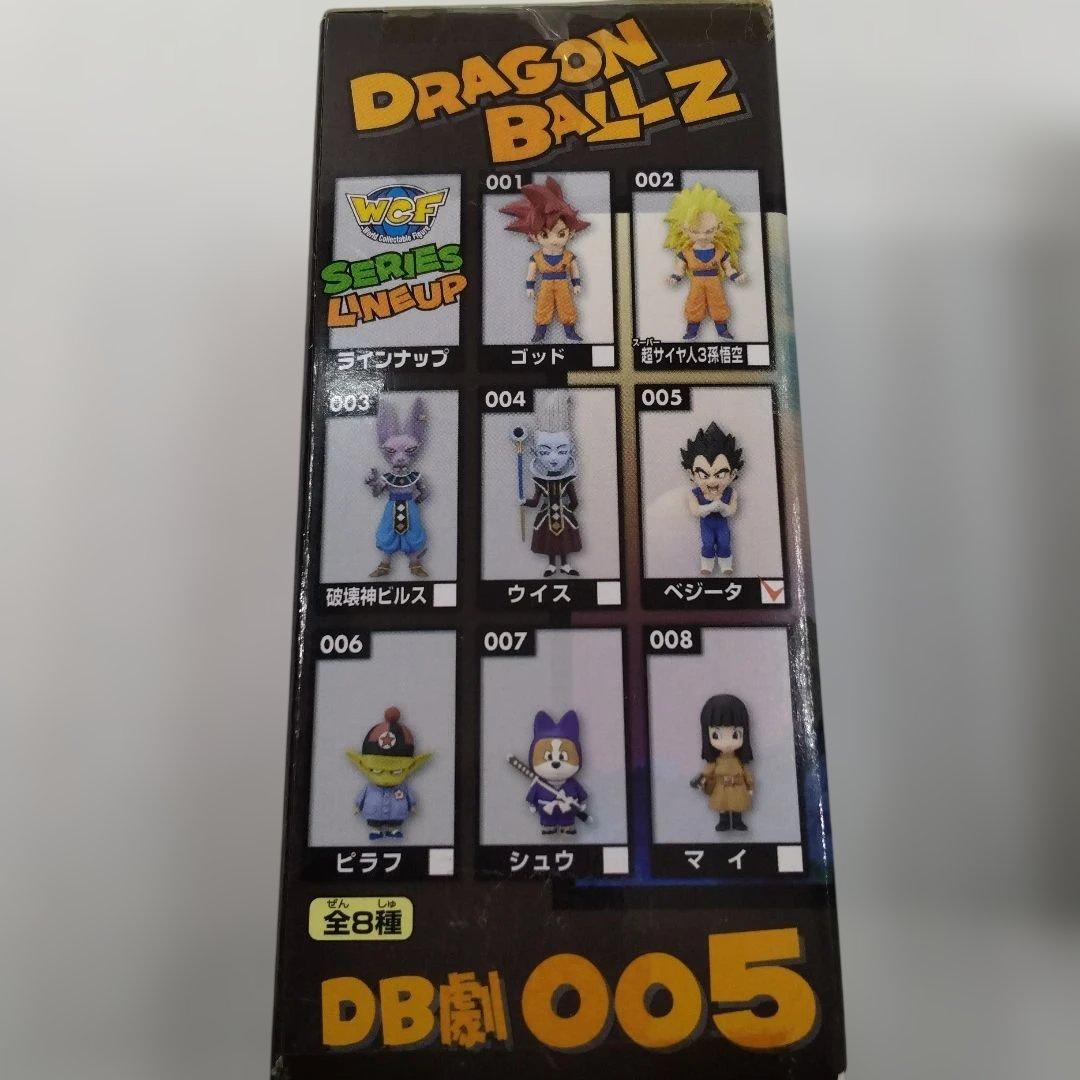 DRAGON
BALL Z
WCF
World Collectable Figure
SERIES
LINEUP
ラインナップ
001
ゴッド
002
スーパー
超サイヤ人3孫悟空
003
破壊神ビルス
004
ウイス
005
ベジータ
006
ピラフ
007
シュウ
008
マイ
ぜん しゅ
全8種
DB劇 005